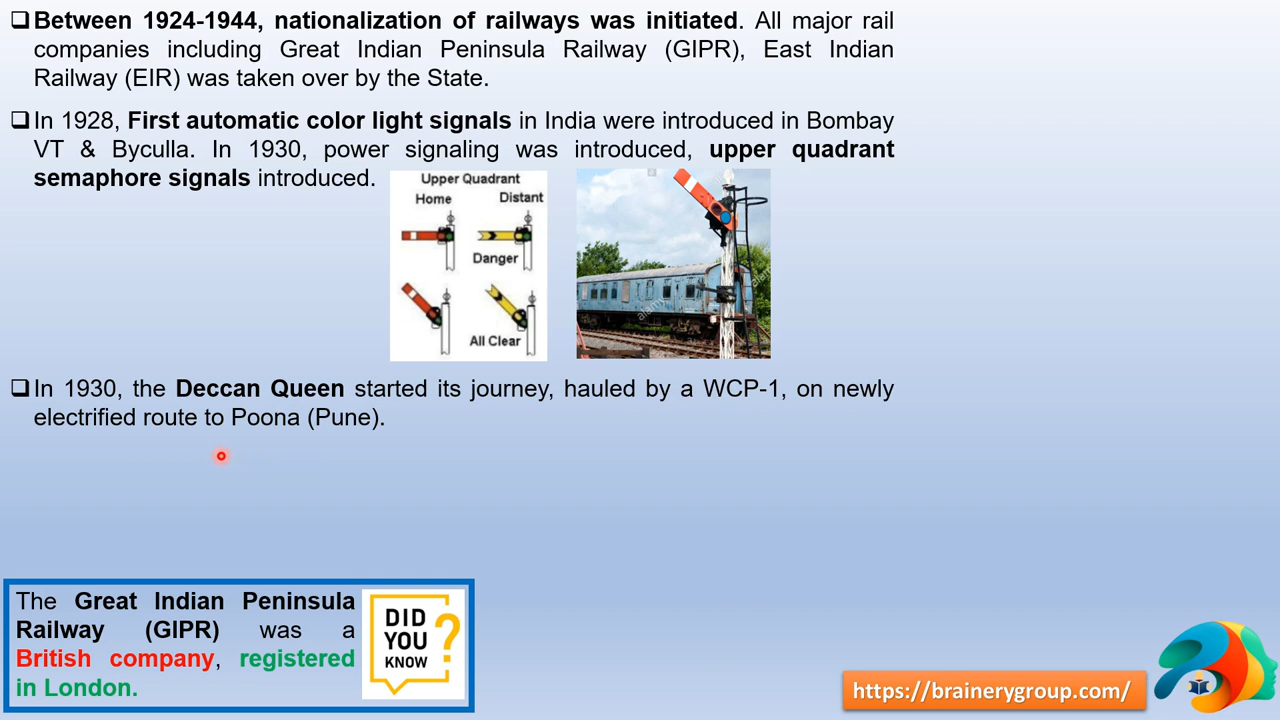 ❑ Between 1924-1944, nationalization of railways was initiated. All major rail
companies including Great Indian Peninsula Railway (GIPR), East Indian
Railway (EIR) was taken over by the State.
❑ In 1928, First automatic color light signals in India were introduced in Bombay
VT & Byculla. In 1930, power signaling was introduced, upper quadrant
semaphore signals introduced.
Upper Quadrant
Home Distant
Danger
All Clear
alamy
alamy
❑ In 1930, the Deccan Queen started its journey, hauled by a WCP-1, on newly
electrified route to Poona (Pune).
The Great Indian Peninsula
Railway (GIPR) was a
British company, registered
in London.
DID
YOU
KNOW
?
https://brainerygroup.com/